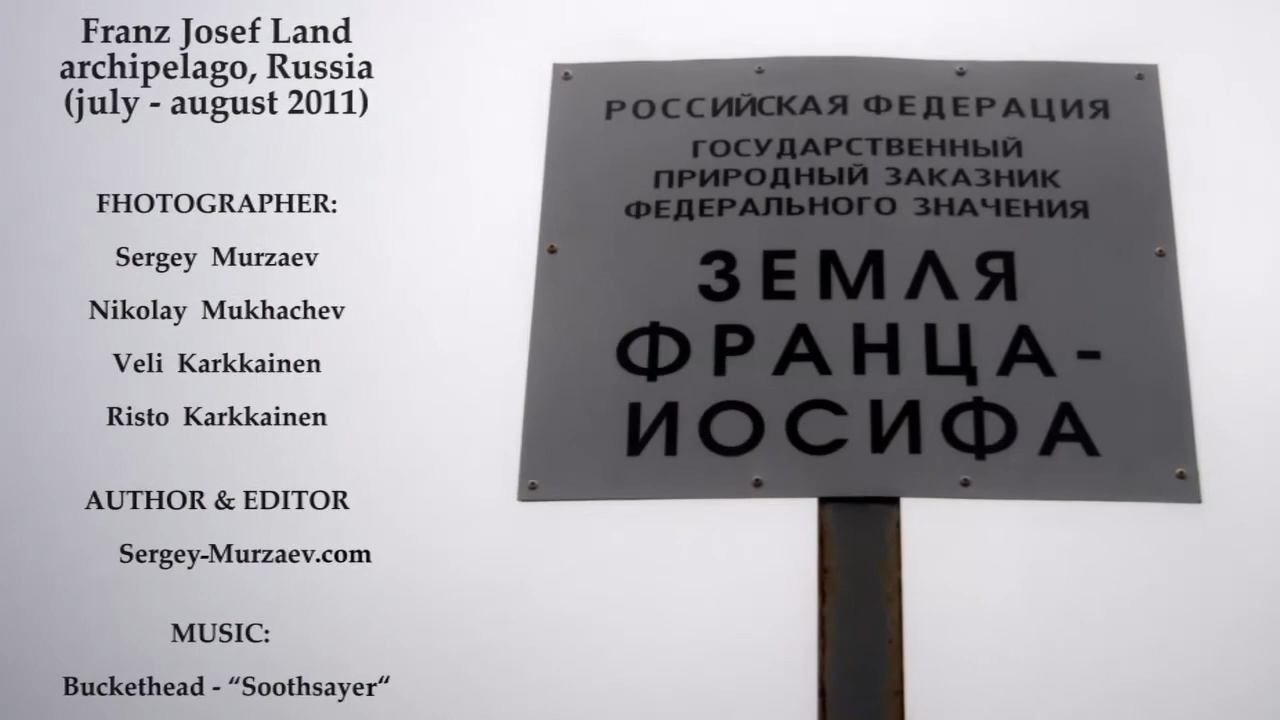 Franz Josef Land
archipelago, Russia
(july - august 2011)
FHOTOGRAPHER:
Sergey Murzaev
Nikolay Mukhachev
Veli Karkkainen
Risto Karkkainen
AUTHOR & EDITOR
Sergey-Murzaev.com
MUSIC:
Buckethead - “Soothsayer“
РОССИЙСКАЯ ФЕДЕРАЦИЯ
ГОСУДАРСТВЕННЫЙ
ПРИРОДНЫЙ ЗАКАЗНИК
ФЕДЕРАЛЬНОГО ЗНАЧЕНИЯ
ЗЕМЛЯ
ФРАНЦА-
ИОСИФА